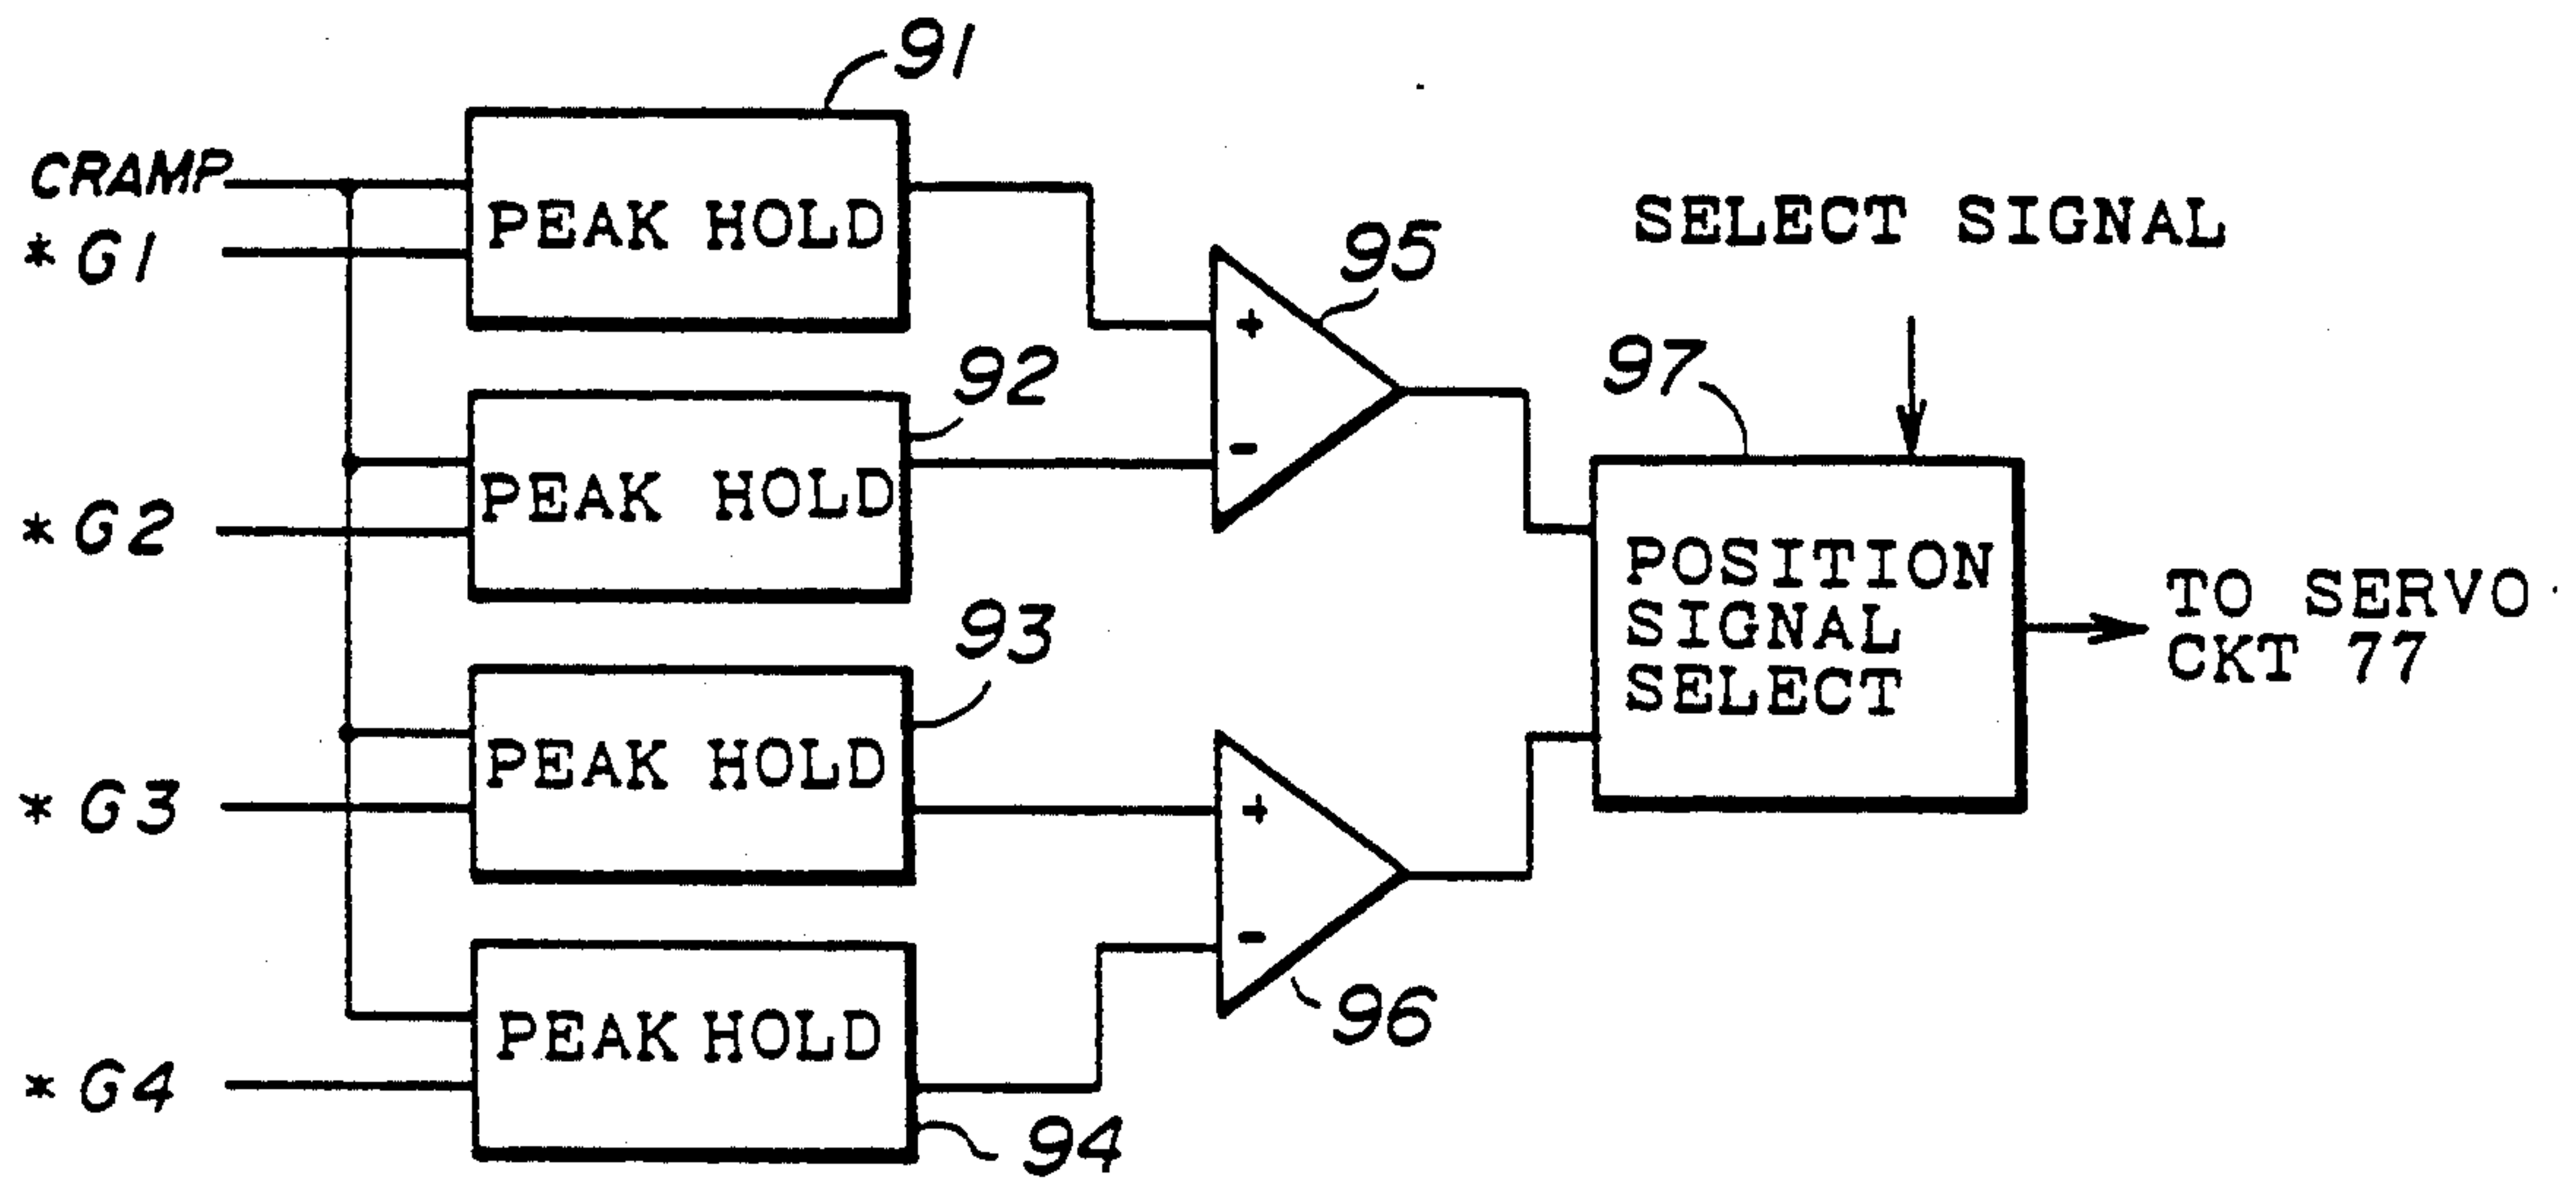 91
CRAMP
*G1
PEAK HOLD
95
SELECT SIGNAL
92
97
*G2
PEAK HOLD
+
-
POSITION
SIGNAL
SELECT
TO SERVO
CKT 77
93
*G3
PEAK HOLD
+
-
96
*G4
PEAK HOLD
94